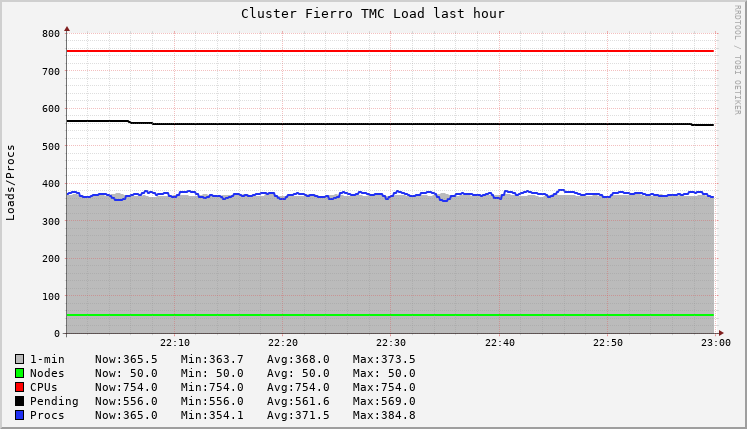 Cluster Fierro TMC Load last hour
RRDTOOL / TOBI OETIKER
Loads/Procs
800
700
600
500
400
300
200
100
0
22:10 22:20 22:30 22:40 22:50 23:00
1-min Now:365.5 Min:363.7 Avg:368.0 Max:373.5
Nodes Now: 50.0 Min: 50.0 Avg: 50.0 Max: 50.0
CPUs Now:754.0 Min:754.0 Avg:754.0 Max:754.0
Pending Now:556.0 Min:556.0 Avg:561.6 Max:569.0
Procs Now:365.0 Min:354.1 Avg:371.5 Max:384.8